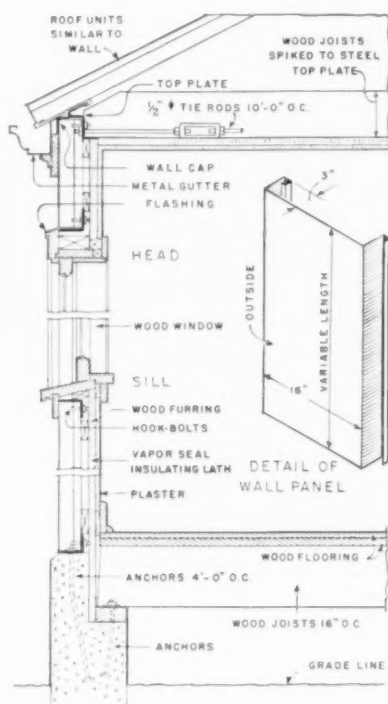 ROOF UNITS
SIMILAR TO
WALL
WOOD JOISTS
SPIKED TO STEEL
TOP PLATE
TOP PLATE
½" ϕ TIE RODS 10'-0" O.C.
WALL CAP
METAL GUTTER
FLASHING
3"
HEAD
OUTSIDE
VARIABLE LENGTH
WOOD WINDOW
16"
SILL
WOOD FURRING
HOOK-BOLTS
VAPOR SEAL
INSULATING LATH
DETAIL OF
WALL PANEL
PLASTER
WOOD FLOORING
ANCHORS 4'-0" O.C.
WOOD JOISTS 16" O.C.
ANCHORS
GRADE LINE